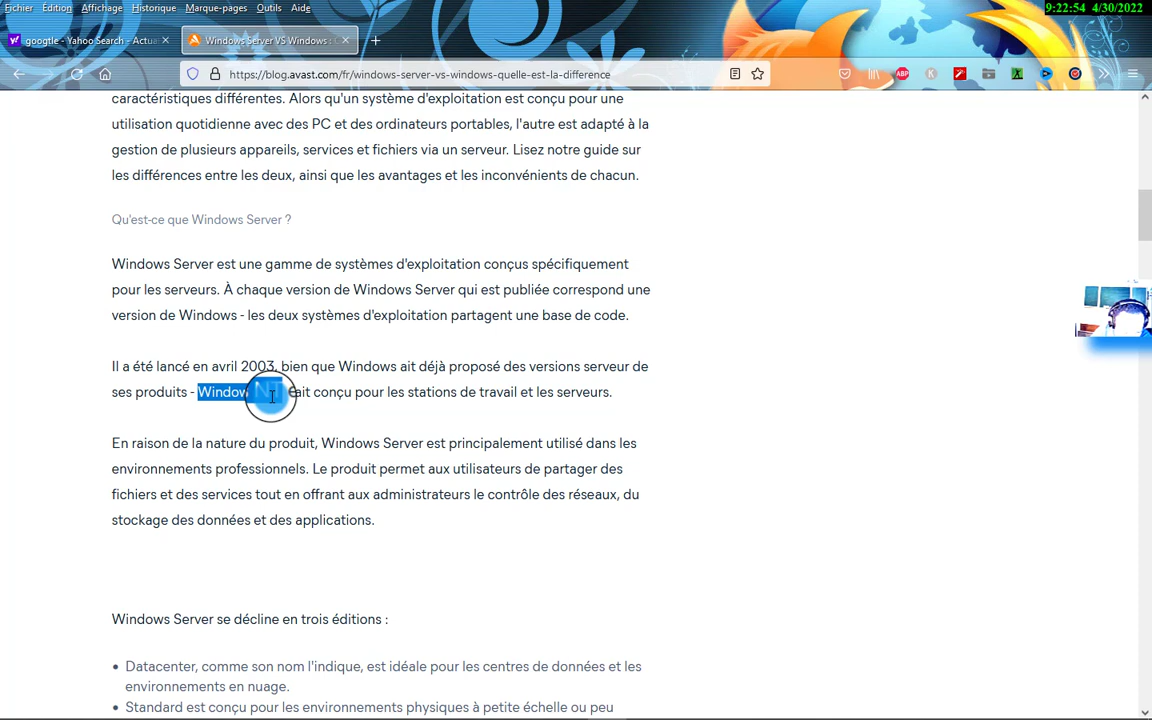 Fichier Édition Affichage Historique Marque-pages Outils Aide
9:22:54 4/30/2022
googtle - Yahoo Search - Actua
Windows Server VS Windows
https://blog.avast.com/fr/windows-server-vs-windows-quelle-est-la-difference
ABP
caractéristiques différentes. Alors qu'un système d'exploitation est conçu pour une
utilisation quotidienne avec des PC et des ordinateurs portables, l'autre est adapté à la
gestion de plusieurs appareils, services et fichiers via un serveur. Lisez notre guide sur
les différences entre les deux, ainsi que les avantages et les inconvénients de chacun.
Qu'est-ce que Windows Server ?
Windows Server est une gamme de systèmes d'exploitation conçus spécifiquement
pour les serveurs. À chaque version de Windows Server qui est publiée correspond une
version de Windows - les deux systèmes d'exploitation partagent une base de code.
Il a été lancé en avril 2003, bien que Windows ait déjà proposé des versions serveur de
ses produits - Window NT conçu pour les stations de travail et les serveurs.
En raison de la nature du produit, Windows Server est principalement utilisé dans les
environnements professionnels. Le produit permet aux utilisateurs de partager des
fichiers et des services tout en offrant aux administrateurs le contrôle des réseaux, du
stockage des données et des applications.
Windows Server se décline en trois éditions :
• Datacenter, comme son nom l'indique, est idéale pour les centres de données et les
environnements en nuage.
• Standard est conçu pour les environnements physiques à petite échelle ou peu